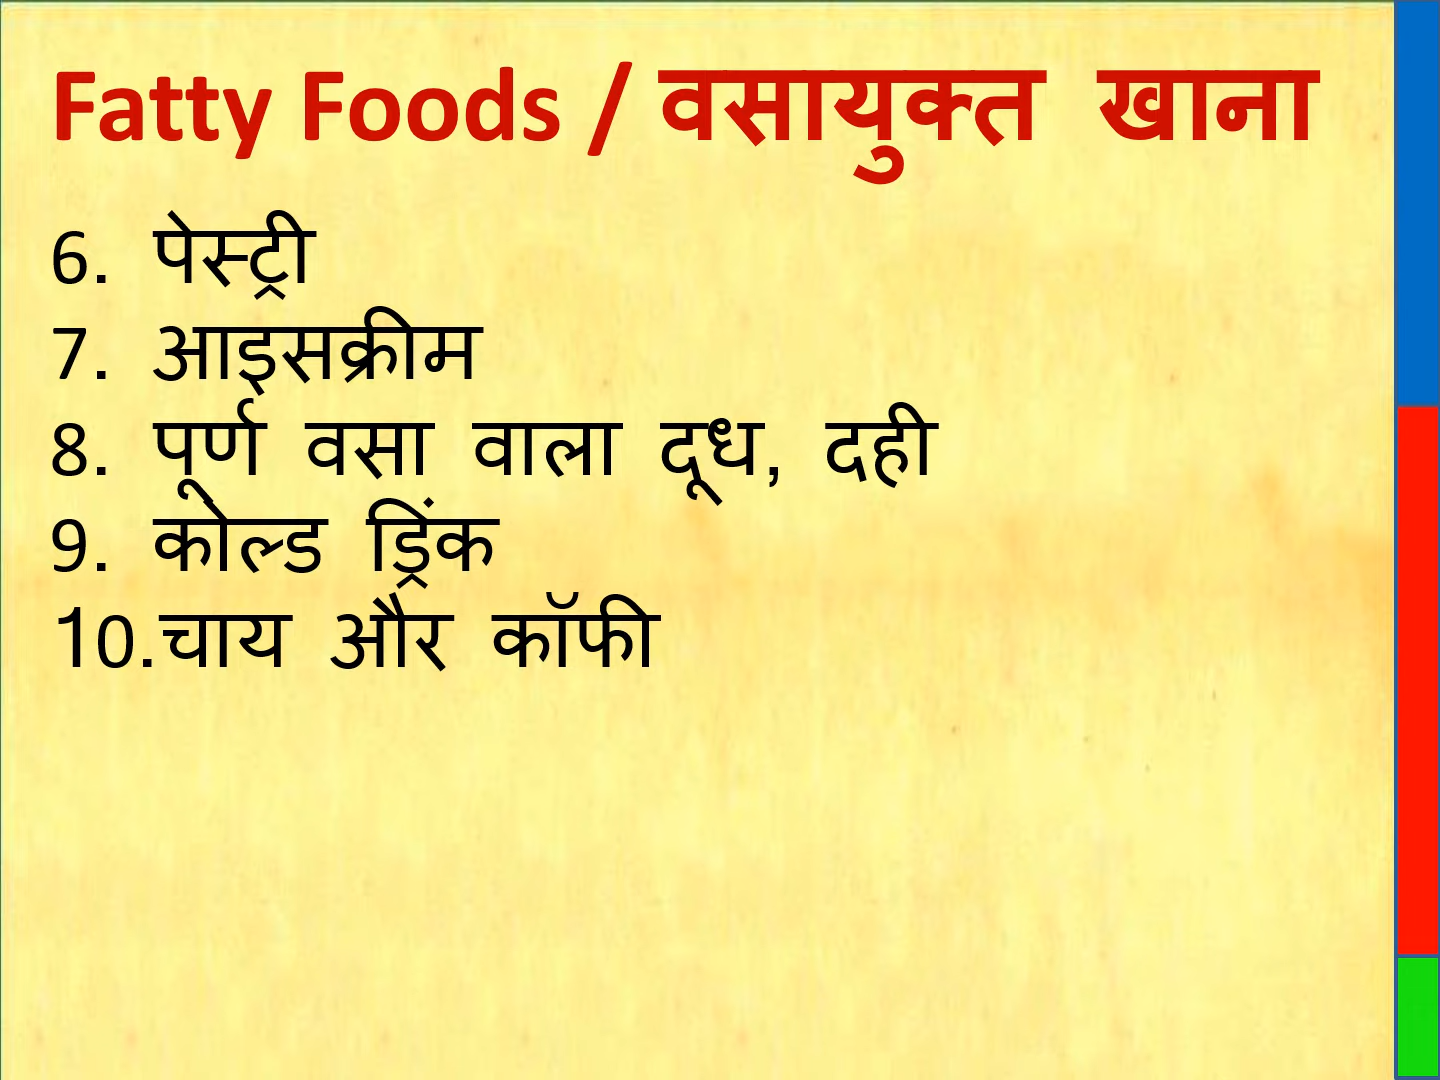 Fatty Foods / वसायुक्त खाना
6. पेस्ट्री
7. आइसक्रीम
8. पूर्ण वसा वाला दूध, दही
9. कोल्ड ड्रिंक
10.चाय और कॉफी